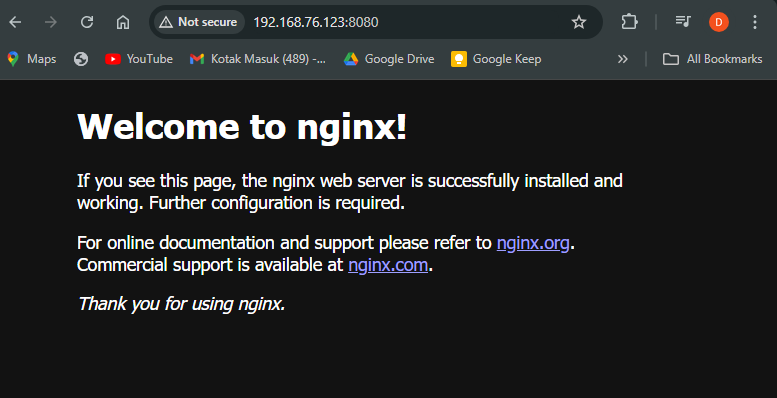 Not secure 192.168.76.123:8080 D
Maps YouTube Kotak Masuk (489) -... Google Drive Google Keep » All Bookmarks
Welcome to nginx!
If you see this page, the nginx web server is successfully installed and
working. Further configuration is required.
For online documentation and support please refer to nginx.org.
Commercial support is available at nginx.com.
Thank you for using nginx.